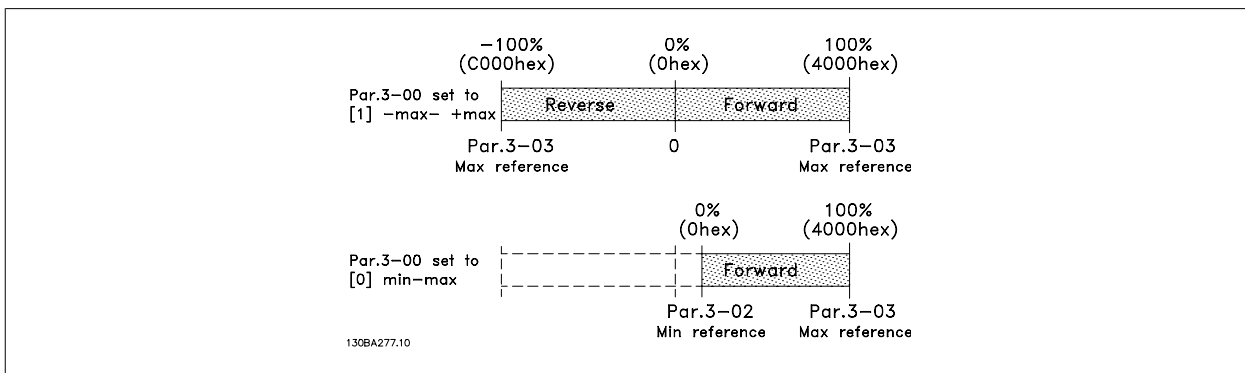 -100% 0% 100%
(C000hex) (0hex) (4000hex)
Par.3-00 set to
[1] -max- +max
Reverse Forward
Par.3-03 0 Par.3-03
Max reference Max reference
0% 100%
(0hex) (4000hex)
Par.3-00 set to
[0] min-max
Forward
Par.3-02 Par.3-03
Min reference Max reference
130BA277.10